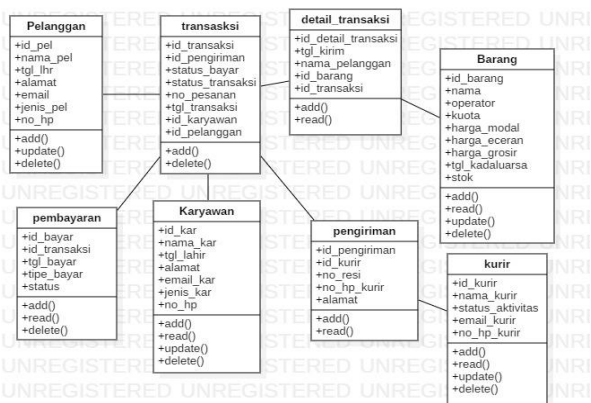 Pelanggan
+id_pel
+nama_pel
+tgl_lhr
+alamat
+email
+jenis_pel
+no_hp
+add()
+update()
+delete()
transasksi
+id_transaksi
+id_pengiriman
+status_bayar
+status_transaksi
+no_pesanan
+tgl_transaksi
+id_karyawan
+id_pelanggan
+add()
+delete()
detail_transaksi
+id_detail_transaksi
+tgl_kirim
+nama_pelanggan
+id_barang
+id_transaksi
+add()
+read()
Barang
+id_barang
+nama
+operator
+kuota
+harga_modal
+harga_eceran
+harga_grosir
+tgl_kadaluarsa
+stok
+add()
+read()
+update()
+delete()
pembayaran
+id_bayar
+id_transaksi
+tgl_bayar
+tipe_bayar
+status
+add()
+read()
+delete()
Karyawan
+id_kar
+nama_kar
+tgl_lahir
+alamat
+email_kar
+jenis_kar
+no_hp
+add()
+read()
+update()
+delete()
pengiriman
+id_pengiriman
+id_kurir
+no_resi
+no_hp_kurir
+alamat
+add()
+read()
kurir
+id_kurir
+nama_kurir
+status_aktivitas
+email_kurir
+no_hp_kurir
+add()
+read()
+update()
+delete()
UNREGISTERED